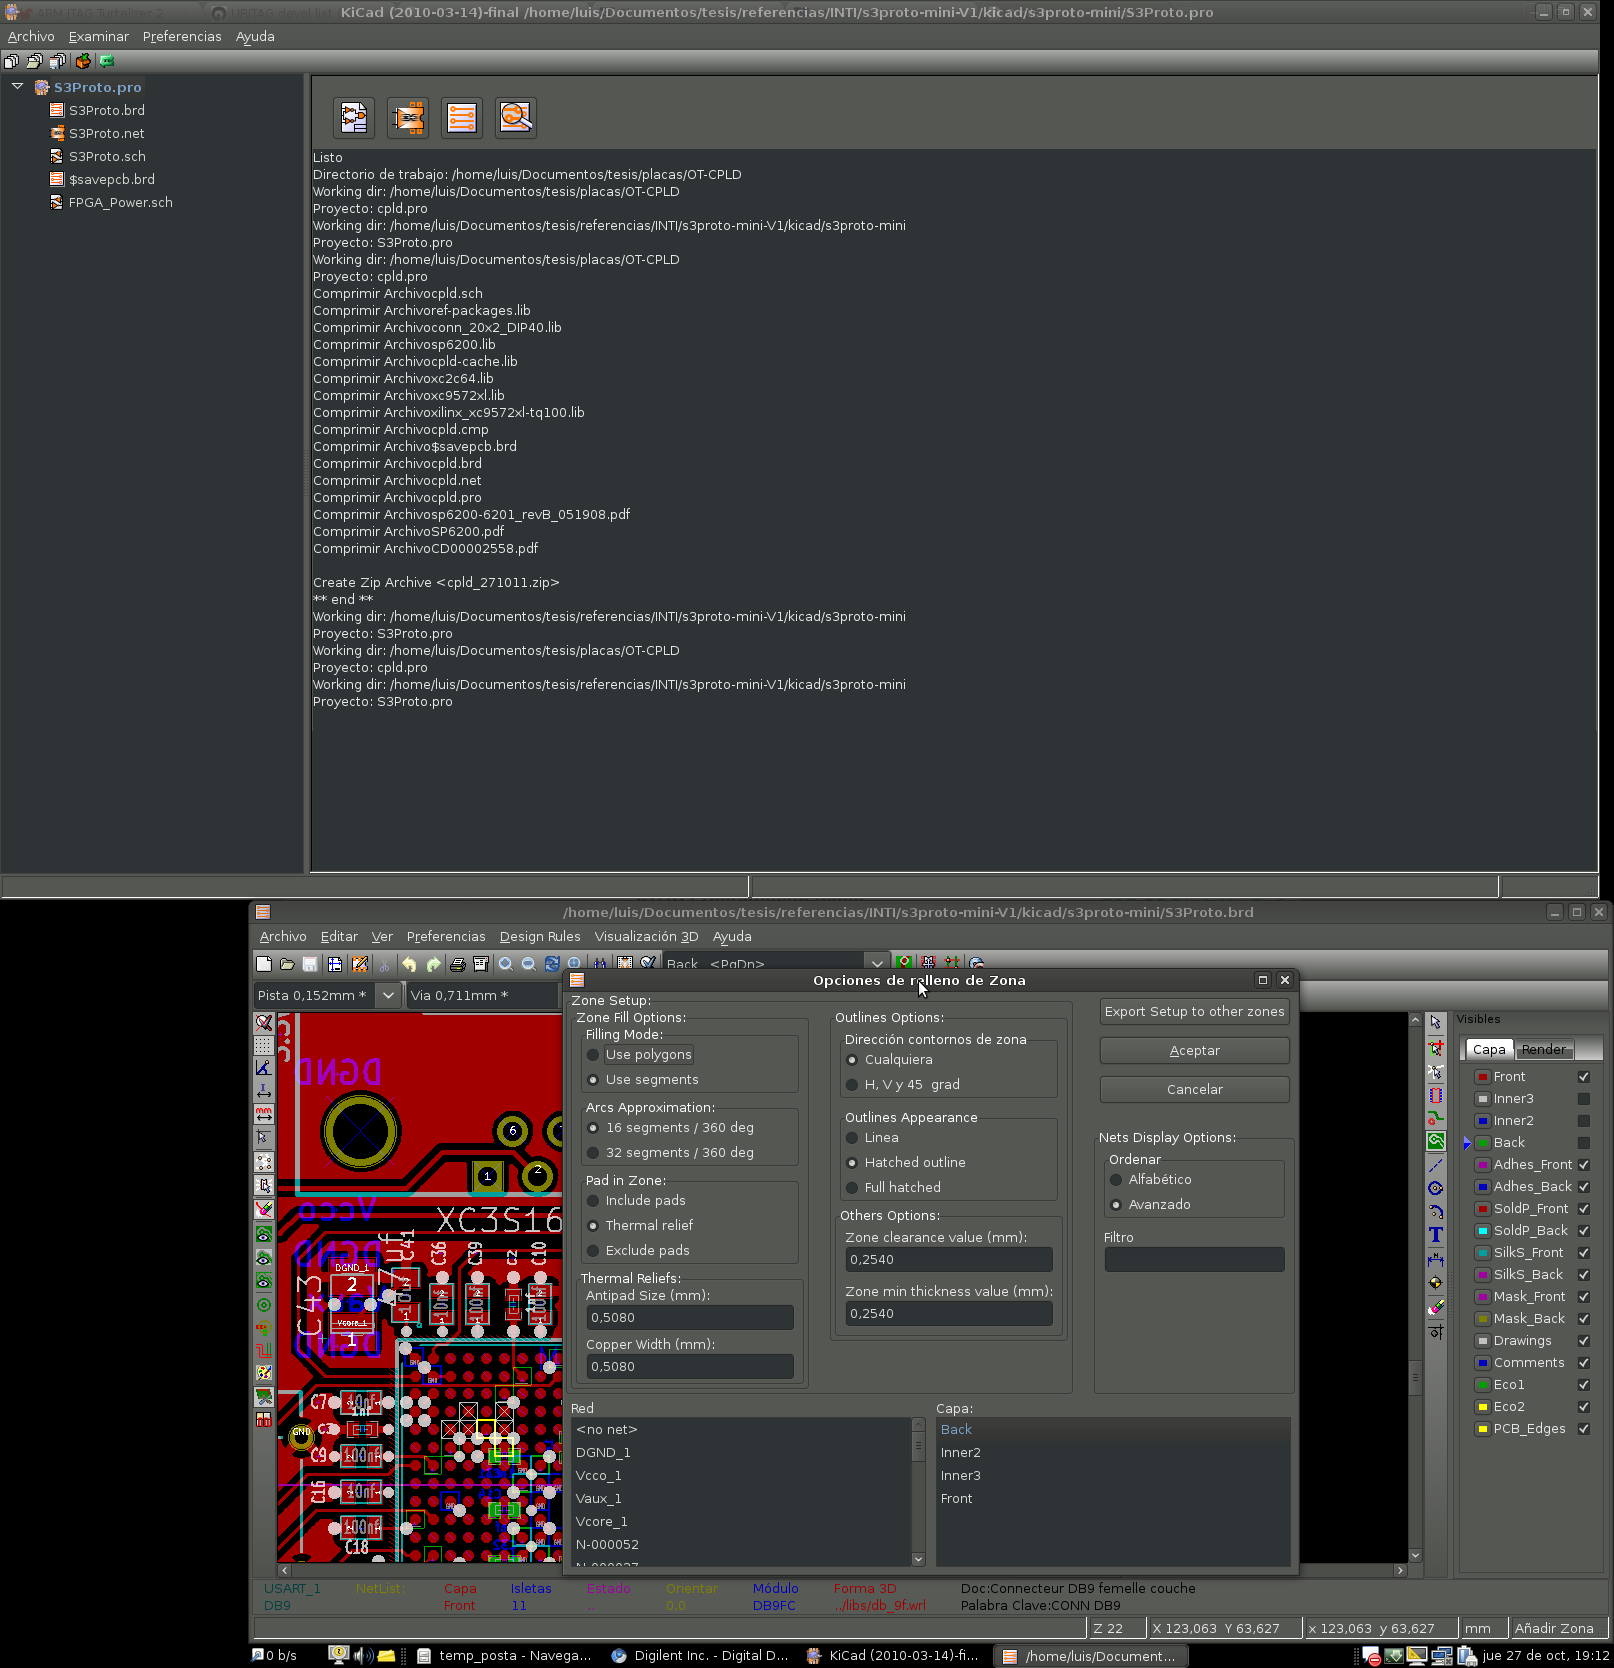 KiCad (2010-03-14)-final /home/luis/Documentos/tesis/referencias/INTI/s3proto-mini-V1/kicad/s3proto-mini/S3Proto.pro
Archivo Examinar Preferencias Ayuda
S3Proto.pro
S3Proto.brd
S3Proto.net
S3Proto.sch
$savepcb.brd
FPGA_Power.sch
Listo
Directorio de trabajo: /home/luis/Documentos/tesis/placas/OT-CPLD
Working dir: /home/luis/Documentos/tesis/placas/OT-CPLD
Proyecto: cpld.pro
Working dir: /home/luis/Documentos/tesis/referencias/INTI/s3proto-mini-V1/kicad/s3proto-mini
Proyecto: S3Proto.pro
Working dir: /home/luis/Documentos/tesis/placas/OT-CPLD
Proyecto: cpld.pro
Comprimir Archivocpld.sch
Comprimir Archivoref-packages.lib
Comprimir Archivoconn_20x2_DIP40.lib
Comprimir Archivosp6200.lib
Comprimir Archivocpld-cache.lib
Comprimir Archivoxc2c64.lib
Comprimir Archivoxc9572xl.lib
Comprimir Archivoxilinx_xc9572xl-tq100.lib
Comprimir Archivocpld.cmp
Comprimir Archivo$savepcb.brd
Comprimir Archivocpld.brd
Comprimir Archivocpld.net
Comprimir Archivocpld.pro
Comprimir Archivosp6200-6201_revB_051908.pdf
Comprimir ArchivoSP6200.pdf
Comprimir ArchivoCD00002558.pdf
Create Zip Archive <cpld_271011.zip>
** end **
Working dir: /home/luis/Documentos/tesis/referencias/INTI/s3proto-mini-V1/kicad/s3proto-mini
Proyecto: S3Proto.pro
Working dir: /home/luis/Documentos/tesis/placas/OT-CPLD
Proyecto: cpld.pro
Working dir: /home/luis/Documentos/tesis/referencias/INTI/s3proto-mini-V1/kicad/s3proto-mini
Proyecto: S3Proto.pro
/home/luis/Documentos/tesis/referencias/INTI/s3proto-mini-V1/kicad/s3proto-mini/S3Proto.brd
Archivo Editar Ver Preferencias Design Rules Visualización 3D Ayuda
Back <PgDn>
Pista 0,152mm * Via 0,711mm *
Opciones de relleno de Zona
Zone Setup:
Zone Fill Options:
Filling Mode:
Use polygons
Use segments
Arcs Approximation:
16 segments / 360 deg
32 segments / 360 deg
Pad in Zone:
Include pads
Thermal relief
Exclude pads
Thermal Reliefs:
Antipad Size (mm):
0,5080
Copper Width (mm):
0,5080
Outlines Options:
Dirección contornos de zona
Cualquiera
H, V y 45 grad
Outlines Appearance
Linea
Hatched outline
Full hatched
Others Options:
Zone clearance value (mm):
0,2540
Zone min thickness value (mm):
0,2540
Export Setup to other zones
Aceptar
Cancelar
Nets Display Options:
Ordenar
Alfabético
Avanzado
Filtro
Red
<no net>
DGND_1
Vcco_1
Vaux_1
Vcore_1
N-000052
Capa:
Back
Inner2
Inner3
Front
Visibles
Capa Render
Front
Inner3
Inner2
Back
Adhes_Front
Adhes_Back
SoldP_Front
SoldP_Back
SilkS_Front
SilkS_Back
Mask_Front
Mask_Back
Drawings
Comments
Eco1
Eco2
PCB_Edges
DGND
6
1 2
Vcco
XC3S16
DGND
C41
C36
C39
C10
DGND_1
2
C43
Vcore_1
1
C7
C3
GND
C9
C16
10nf
100nf
C18
USART_1 NetList: Capa Isletas Estado Orientar Módulo Forma 3D Doc:Connecteur DB9 femelle couche
DB9 Front 11 .. 0,0 DB9FC ../libs/db_9f.wrl Palabra Clave:CONN DB9
Z 22 X 123,063 Y 63,627 x 123,063 y 63,627 mm Añadir Zona
0 b/s temp_posta - Navega... Digilent Inc. - Digital D... KiCad (2010-03-14)-fi... /home/luis/Document... jue 27 de oct, 19:12